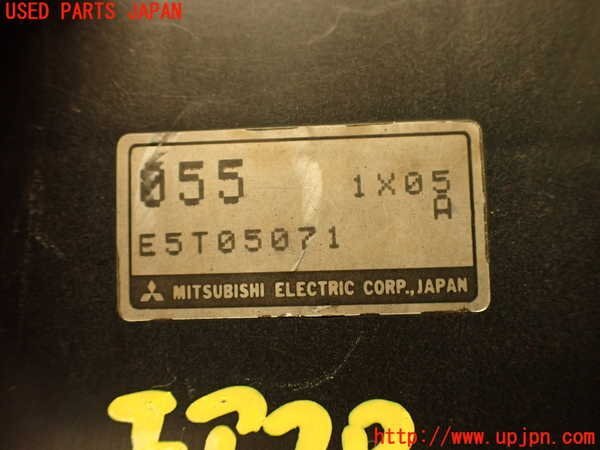 USED PARTS JAPAN
055 1X05
A
E5T05071
MITSUBISHI ELECTRIC CORP., JAPAN
http://www.upjpn.com